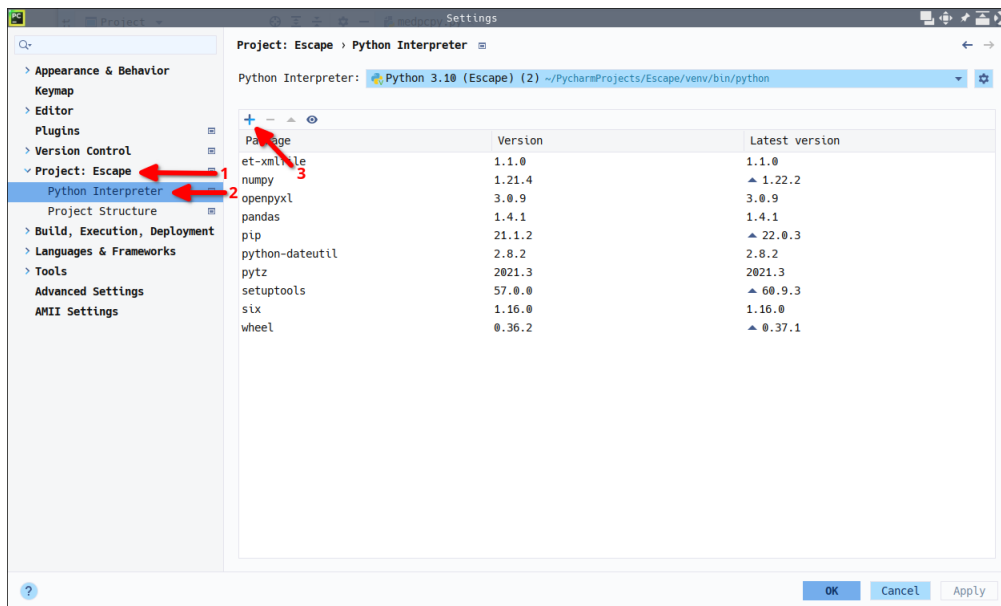 PC
Project
medpcpy
Settings
Project: Escape › Python Interpreter
Appearance & Behavior
Keymap
Editor
Plugins
Version Control
Project: Escape
1
Python Interpreter
2
Project Structure
Build, Execution, Deployment
Languages & Frameworks
Tools
Advanced Settings
AMII Settings
Python Interpreter: Python 3.10 (Escape) (2) ~/PycharmProjects/Escape/venv/bin/python
3
Package Version Latest version
et-xmlfile 1.1.0 1.1.0
numpy 1.21.4 1.22.2
openpyxl 3.0.9 3.0.9
pandas 1.4.1 1.4.1
pip 21.1.2 22.0.3
python-dateutil 2.8.2 2.8.2
pytz 2021.3 2021.3
setuptools 57.0.0 60.9.3
six 1.16.0 1.16.0
wheel 0.36.2 0.37.1
?
OK Cancel Apply